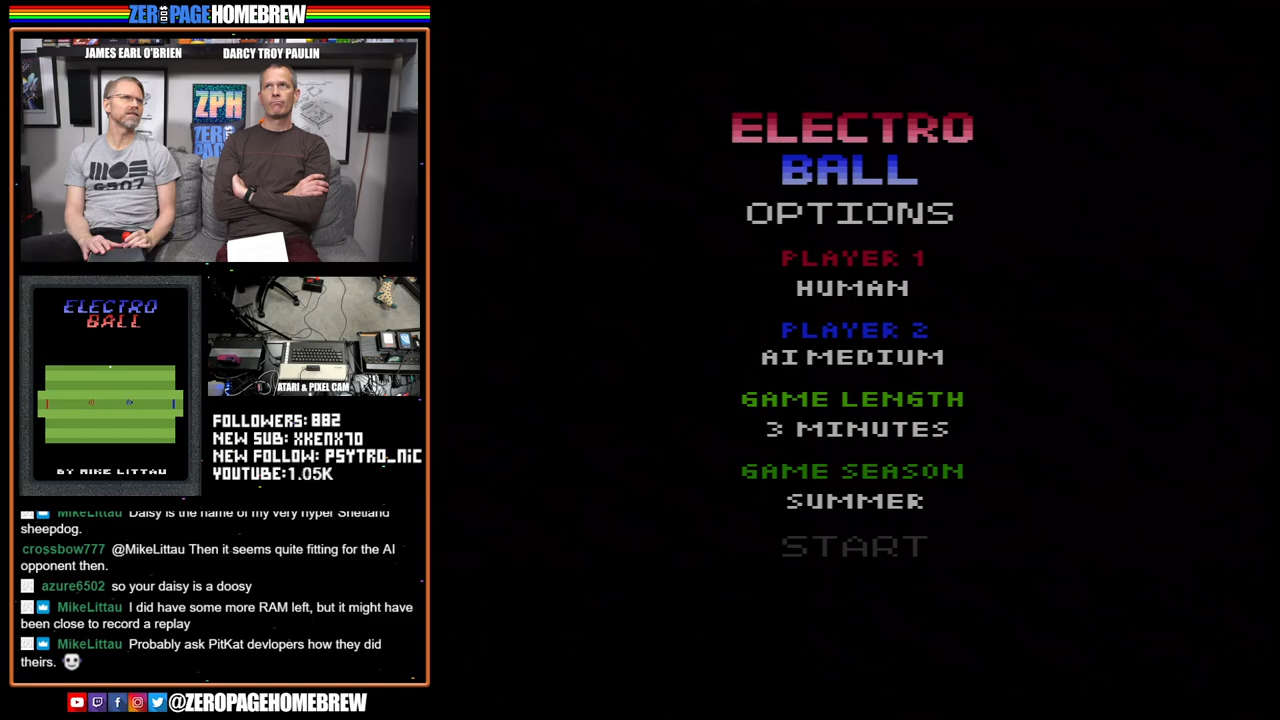 ZEROPAGE HOMEBREW
JAMES EARL O'BRIEN
DARCY TROY PAULIN
ZPH
ZERO
PAGE
MOS
6507
ELECTRO
BALL
BY MIKE LITTAU
ATARI & PIXEL CAM
FOLLOWERS: 882
NEW SUB: XKENX70
NEW FOLLOW: PSYTRO_NIC
YOUTUBE:1.05K
MikeLittau Daisy is the name of my very hyper Shetland
sheepdog.
crossbow777 @MikeLittau Then it seems quite fitting for the AI
opponent then.
azure6502 so your daisy is a doosy
MikeLittau I did have some more RAM left, but it might have
been close to record a replay
MikeLittau Probably ask PitKat devlopers how they did
theirs.
@ZEROPAGEHOMEBREW
ELECTRO
BALL
OPTIONS
PLAYER 1
HUMAN
PLAYER 2
AI MEDIUM
GAME LENGTH
3 MINUTES
GAME SEASON
SUMMER
START